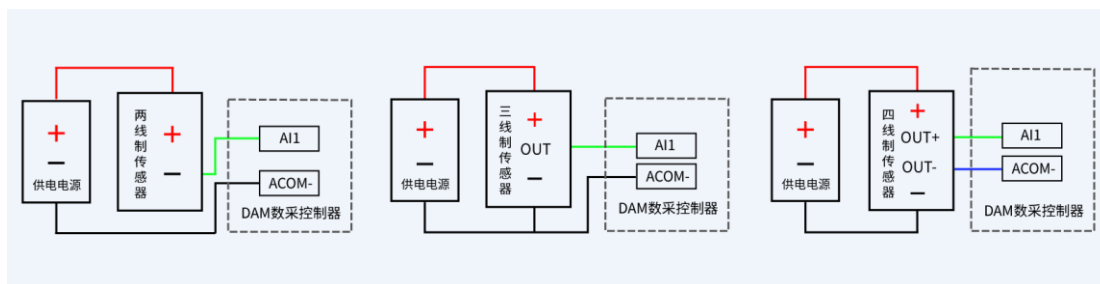 +
−
供电电源
两线制传感器
+
−
AI1
ACOM-
DAM数采控制器
+
−
供电电源
三线制传感器
+
OUT
−
AI1
ACOM-
DAM数采控制器
+
−
供电电源
四线制传感器
+
OUT+
OUT-
−
AI1
ACOM-
DAM数采控制器